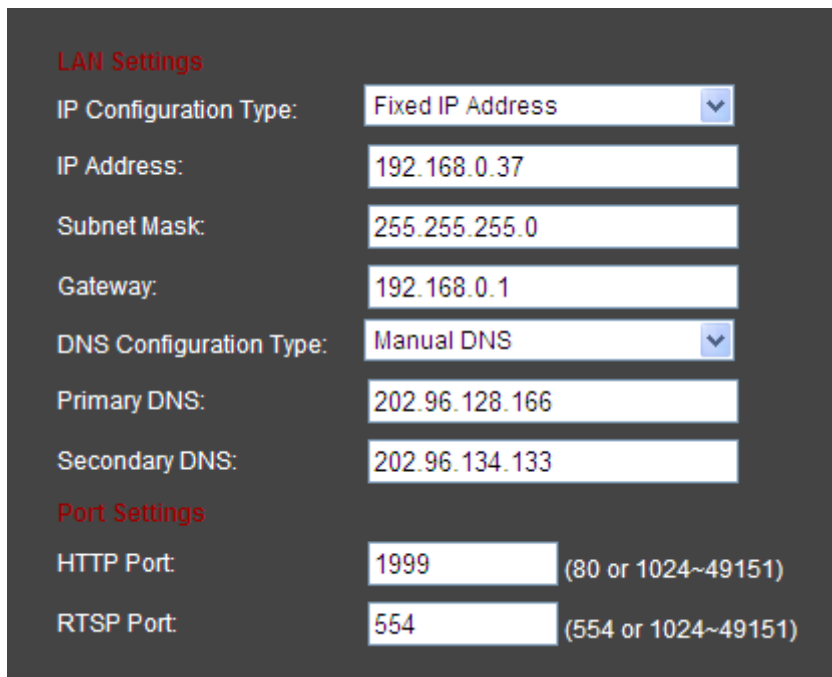 LAN Settings
IP Configuration Type: Fixed IP Address
IP Address: 192.168.0.37
Subnet Mask: 255.255.255.0
Gateway: 192.168.0.1
DNS Configuration Type: Manual DNS
Primary DNS: 202.96.128.166
Secondary DNS: 202.96.134.133
Port Settings
HTTP Port: 1999 (80 or 1024~49151)
RTSP Port: 554 (554 or 1024~49151)